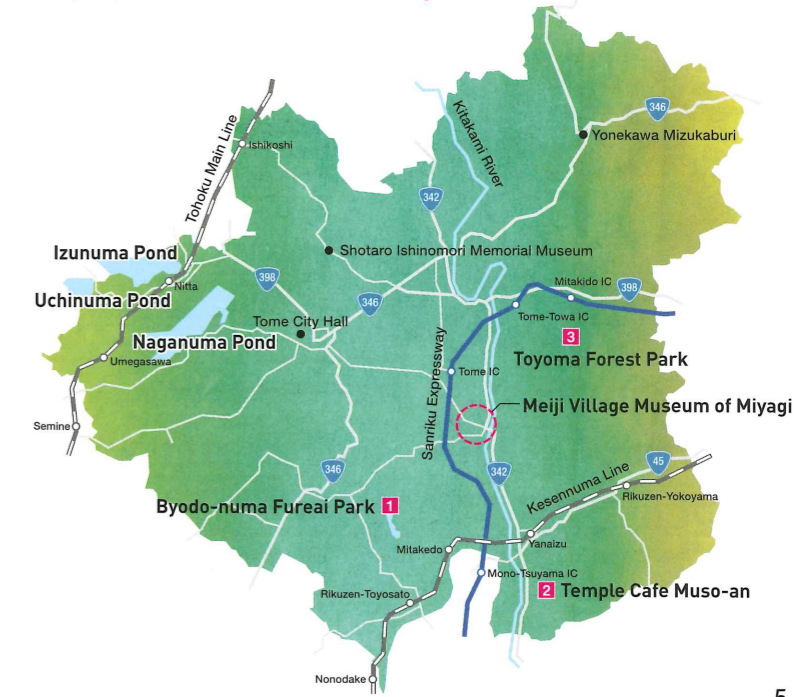 346
Kitakami River
Yonekawa Mizukaburi
Tohoku Main Line
Ishikoshi
342
Shotaro Ishinomori Memorial Museum
Izunuma Pond
398
Nitta
Mitakido IC
398
Uchinuma Pond
346
Tome-Towa IC
Tome City Hall
Naganuma Pond
3
Toyoma Forest Park
Umegasawa
Sanriku Expressway
Tome IC
Meiji Village Museum of Miyagi
Semine
346
342
Kesennuma Line
45
Rikuzen-Yokoyama
Byodo-numa Fureai Park 1
Yanaizu
Mitakedo
Mono-Tsuyama IC
2 Temple Cafe Muso-an
Rikuzen-Toyosato
Nonodake